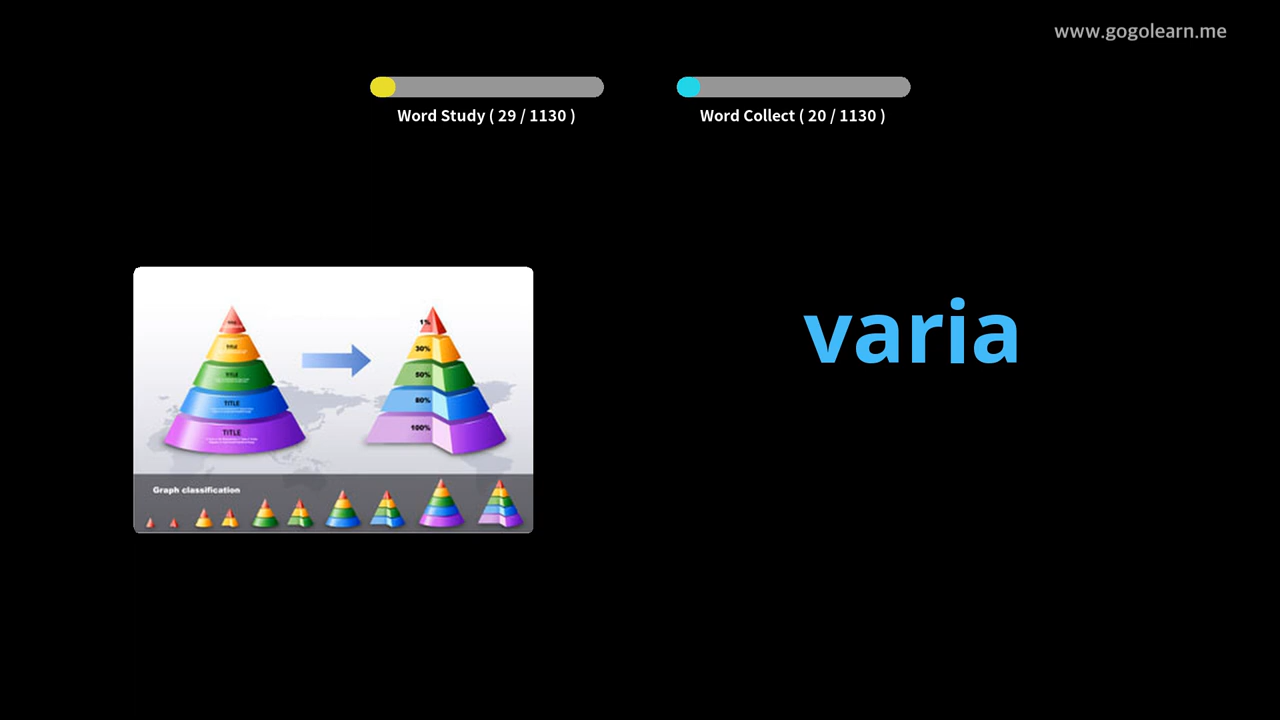 www.gogolearn.me
Word Study ( 29 / 1130 )
Word Collect ( 20 / 1130 )
varia
1%
TITLE
30%
TITLE
50%
TITLE
80%
TITLE
100%
Graph classification